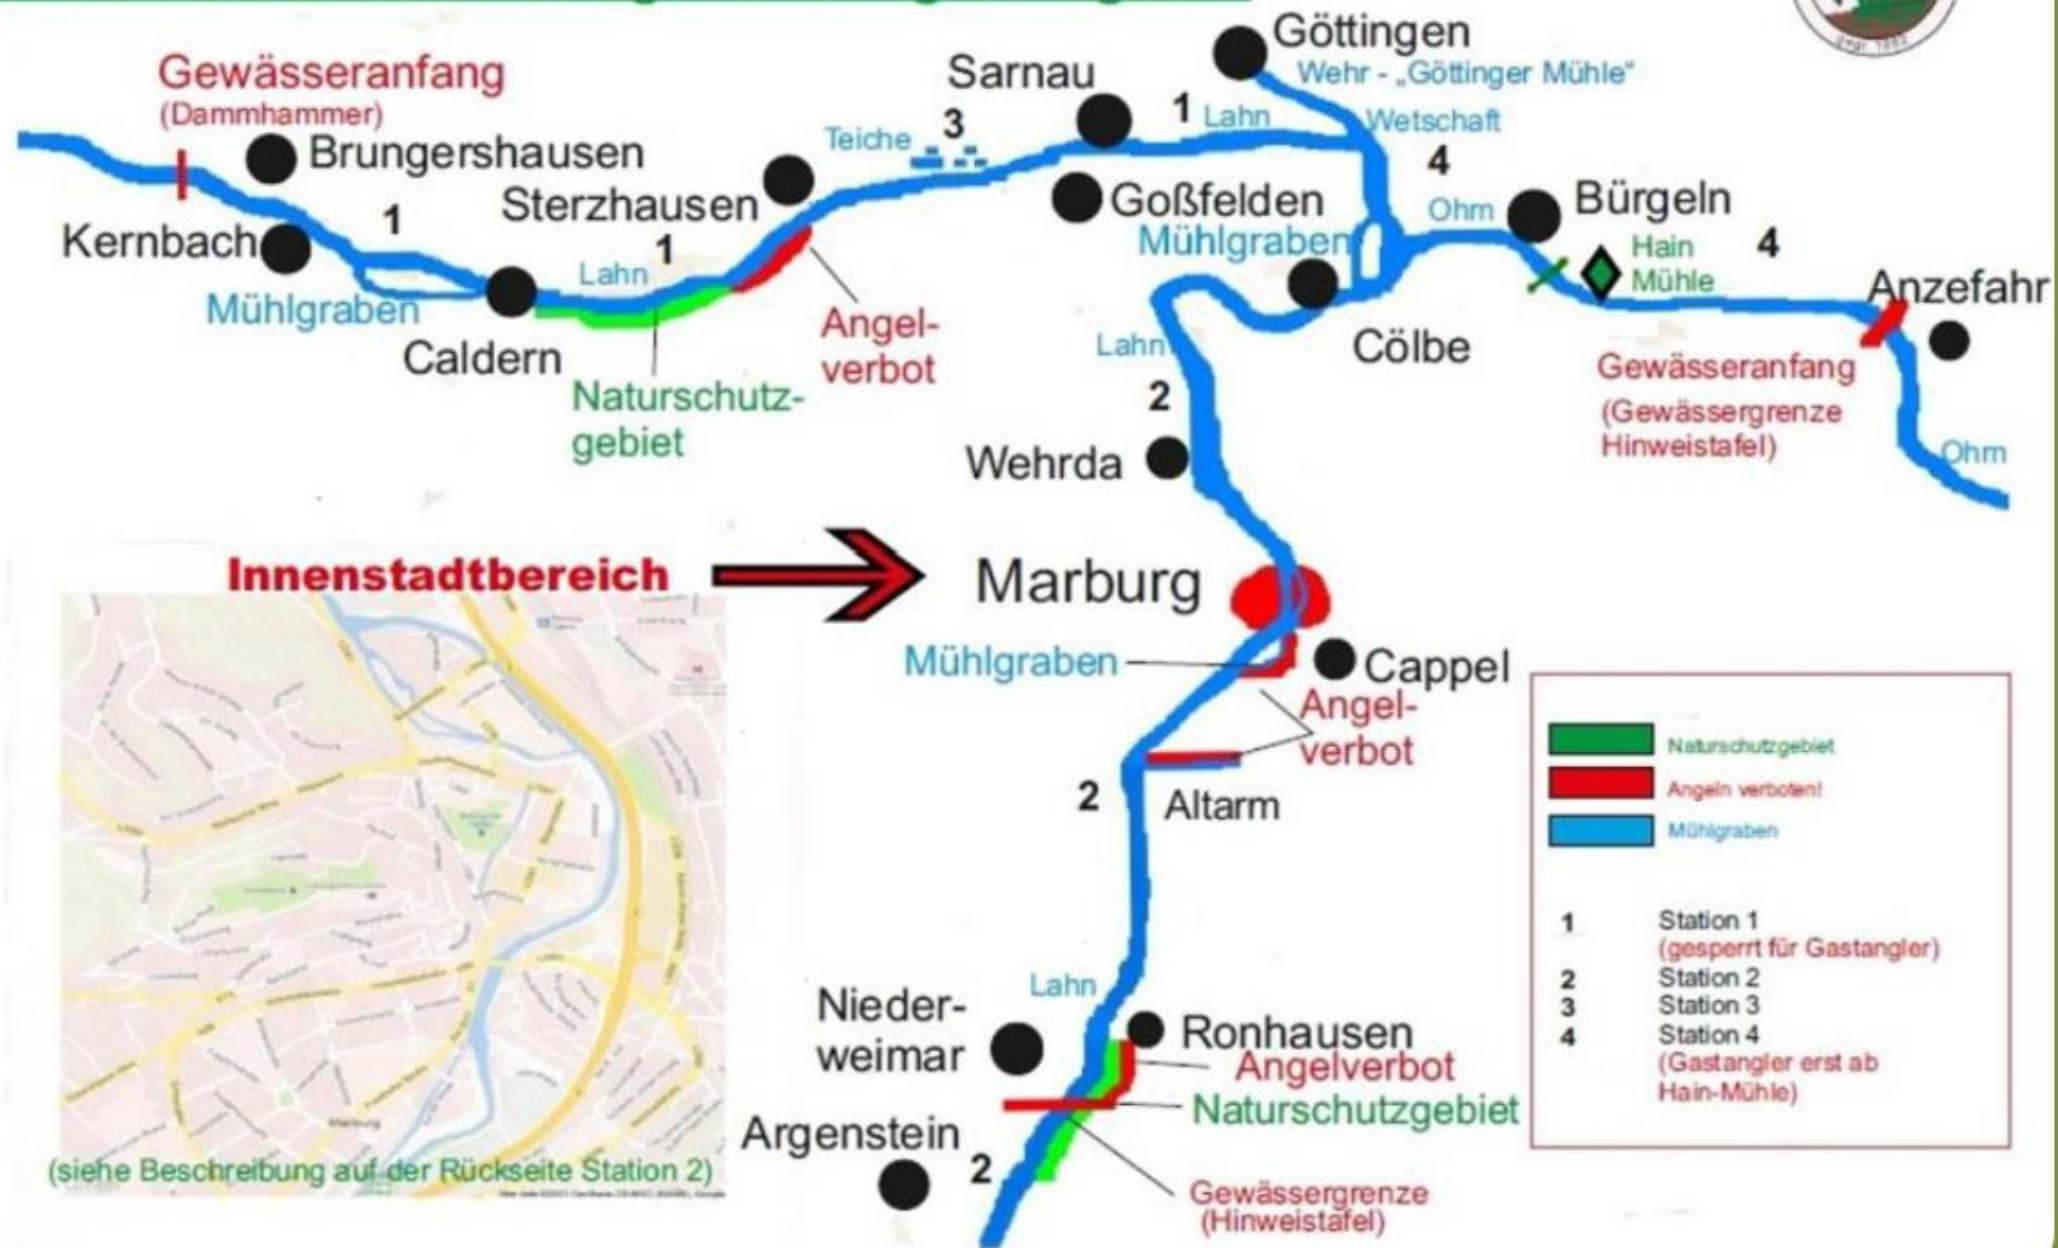 Göttingen
Wehr - „Göttinger Mühle“
Gewässeranfang
(Dammhammer)
Sarnau
3
1
Lahn
Wetschaft
Teiche
Brungershausen
4
Sterzhausen
Goßfelden
Bürgeln
Ohm
Kernbach
1
1
Mühlgraben
Hain
Mühle
4
Lahn
Anzefahr
Mühlgraben
Angel-
verbot
Caldern
Lahn
Cölbe
Gewässeranfang
(Gewässergrenze
Hinweistafel)
Naturschutz-
gebiet
2
Ohm
Wehrda
Innenstadtbereich
Marburg
Mühlgraben
Cappel
Angel-
verbot
2
Altarm
Naturschutzgebiet
Angeln verboten!
Mühlgraben
1 Station 1
(gesperrt für Gastangler)
2 Station 2
3 Station 3
4 Station 4
(Gastangler erst ab
Hain-Mühle)
Lahn
Nieder-
weimar
Ronhausen
Angelverbot
Naturschutzgebiet
Argenstein
2
Gewässergrenze
(Hinweistafel)
Marburg
(siehe Beschreibung auf der Rückseite Station 2)